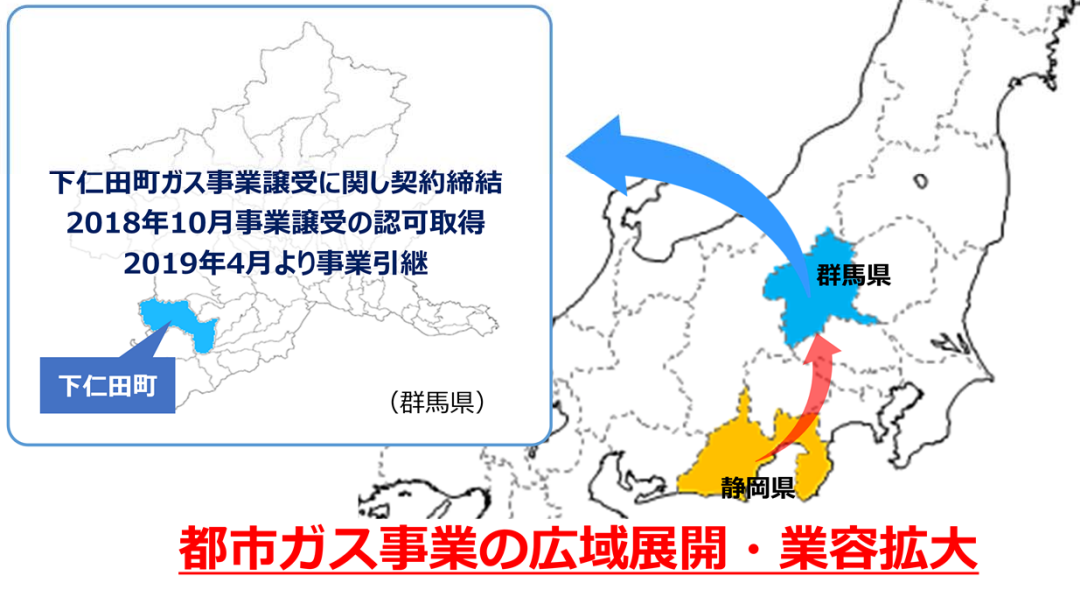 下仁田町ガス事業譲受に関し契約締結
2018年10月事業譲受の認可取得
2019年4月より事業引継
下仁田町
（群馬県）
群馬県
静岡県
都市ガス事業の広域展開・業容拡大